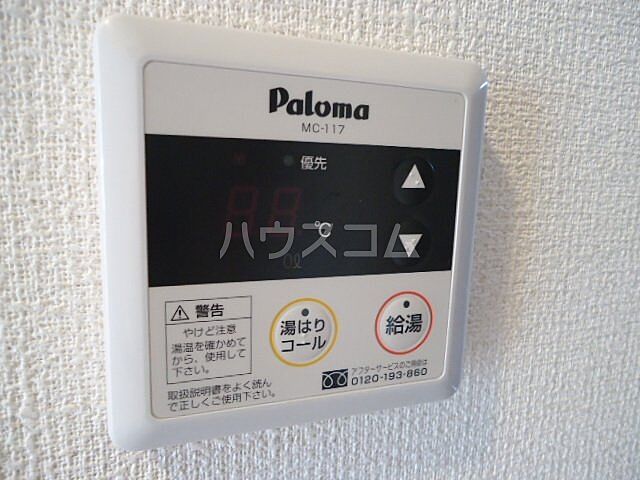 Paloma
MC-117
優先
℃
ハウスコム
0ℓ
警告
やけど注意
湯温を確かめて
から、使用して
下さい。
取扱説明書をよく読ん
で正しくご使用下さい。
湯はり
コール
給湯
アフターサービスのご用命は
0120-193-860